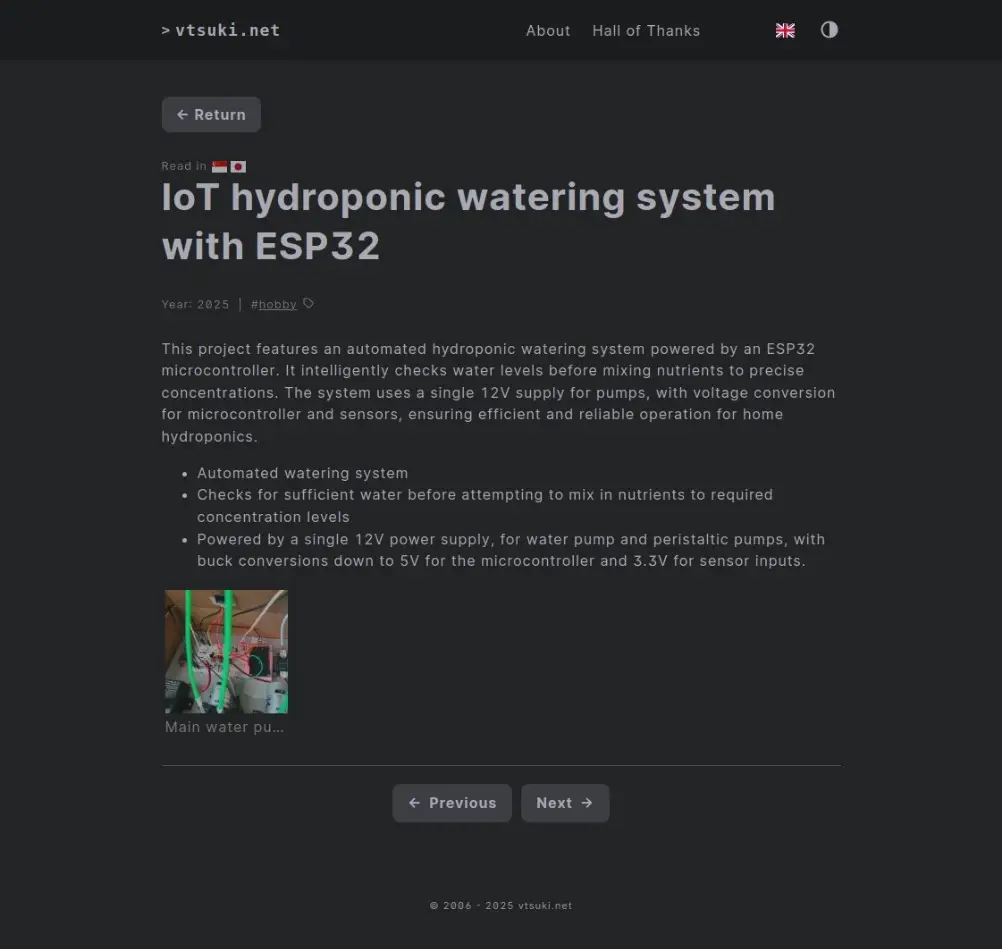 > vtsuki.net
About Hall of Thanks
← Return
Read in
IoT hydroponic watering system
with ESP32
Year: 2025 | #hobby
This project features an automated hydroponic watering system powered by an ESP32
microcontroller. It intelligently checks water levels before mixing nutrients to precise
concentrations. The system uses a single 12V supply for pumps, with voltage conversion
for microcontroller and sensors, ensuring efficient and reliable operation for home
hydroponics.
• Automated watering system
• Checks for sufficient water before attempting to mix in nutrients to required
concentration levels
• Powered by a single 12V power supply, for water pump and peristaltic pumps, with
buck conversions down to 5V for the microcontroller and 3.3V for sensor inputs.
Main water pu...
← Previous Next →
© 2006 - 2025 vtsuki.net